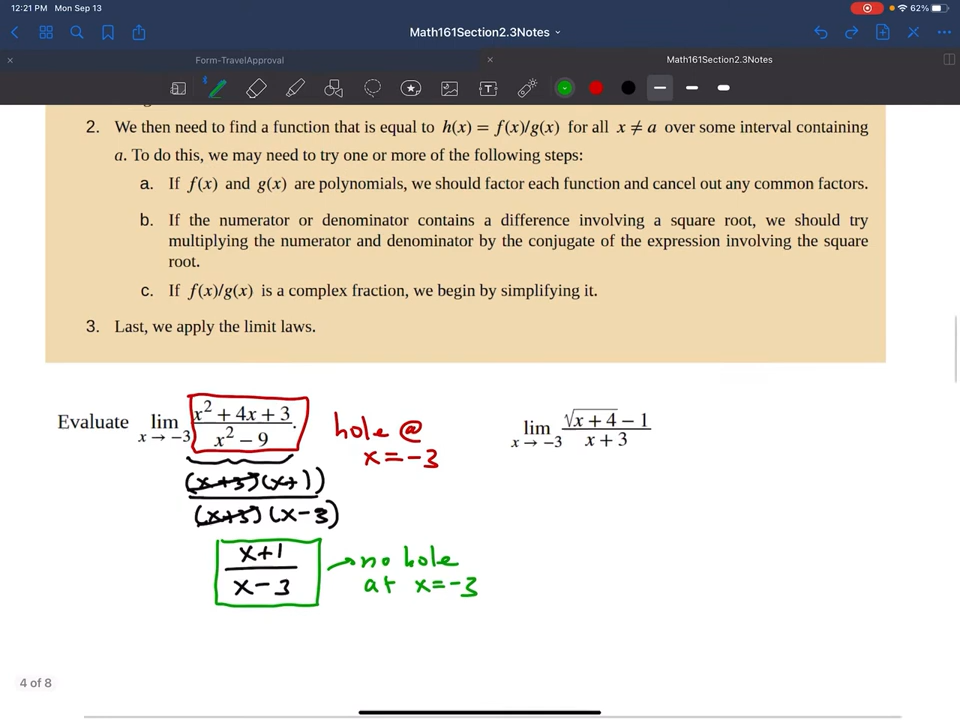 12:21 PM Mon Sep 13
62%
Math161Section2.3Notes
Form-TravelApproval
Math161Section2.3Notes
2. We then need to find a function that is equal to h(x) = f(x)/g(x) for all x ≠ a over some interval containing
a. To do this, we may need to try one or more of the following steps:
a. If f(x) and g(x) are polynomials, we should factor each function and cancel out any common factors.
b. If the numerator or denominator contains a difference involving a square root, we should try
multiplying the numerator and denominator by the conjugate of the expression involving the square
root.
c. If f(x)/g(x) is a complex fraction, we begin by simplifying it.
3. Last, we apply the limit laws.
Evaluate lim x → −3 (x² + 4x + 3)/(x² − 9).
hole @
x = −3
(x+3)(x+1)
(x+3)(x−3)
x+1
x−3
no hole
at x=−3
lim x → −3 (√(x + 4) − 1)/(x + 3)
4 of 8